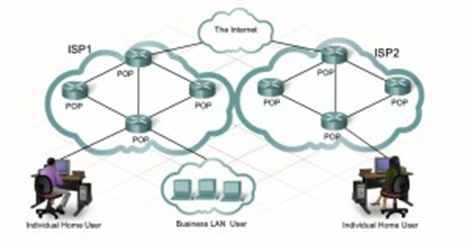 The Internet
ISP1
ISP2
POP
POP
POP
POP
POP
POP
POP
POP
Individual Home User
Business LAN User
Individual Home User